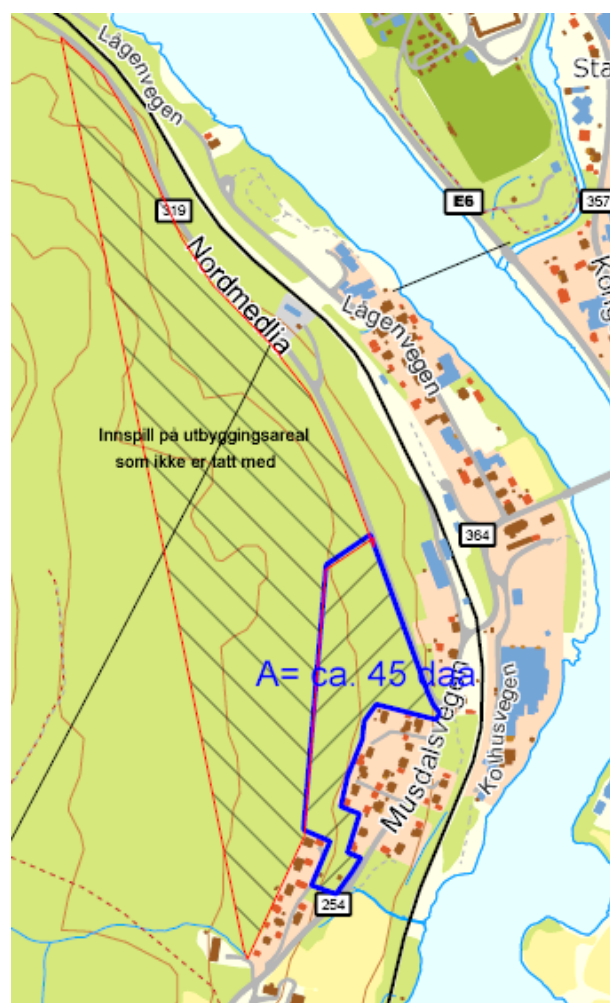 Lågenvegen
Sta
E6
357
319
Nordmedlia
Lågenvegen
Innspill på utbyggingsareal
som ikke er tatt med
364
A= ca. 45 daa
Musdalsvegen
Kolhusvegen
254